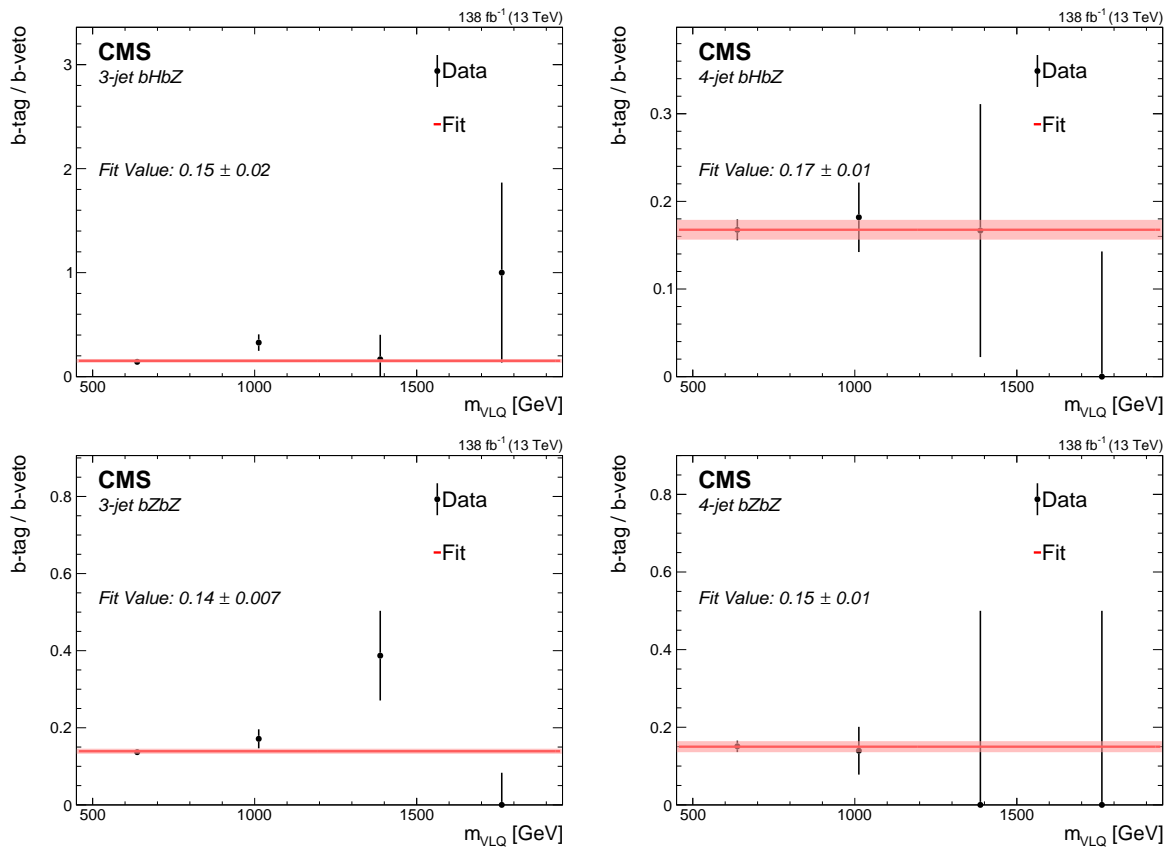 138 fb⁻¹ (13 TeV)
CMS
3-jet bHbZ
Data
Fit
Fit Value: 0.15 ± 0.02
b-tag / b-veto
3
2
1
0
500 1000 1500
m_VLQ [GeV]
138 fb⁻¹ (13 TeV)
CMS
4-jet bHbZ
Data
Fit
Fit Value: 0.17 ± 0.01
b-tag / b-veto
0.3
0.2
0.1
0
500 1000 1500
m_VLQ [GeV]
138 fb⁻¹ (13 TeV)
CMS
3-jet bZbZ
Data
Fit
Fit Value: 0.14 ± 0.007
b-tag / b-veto
0.8
0.6
0.4
0.2
0
500 1000 1500
m_VLQ [GeV]
138 fb⁻¹ (13 TeV)
CMS
4-jet bZbZ
Data
Fit
Fit Value: 0.15 ± 0.01
b-tag / b-veto
0.8
0.6
0.4
0.2
0
500 1000 1500
m_VLQ [GeV]